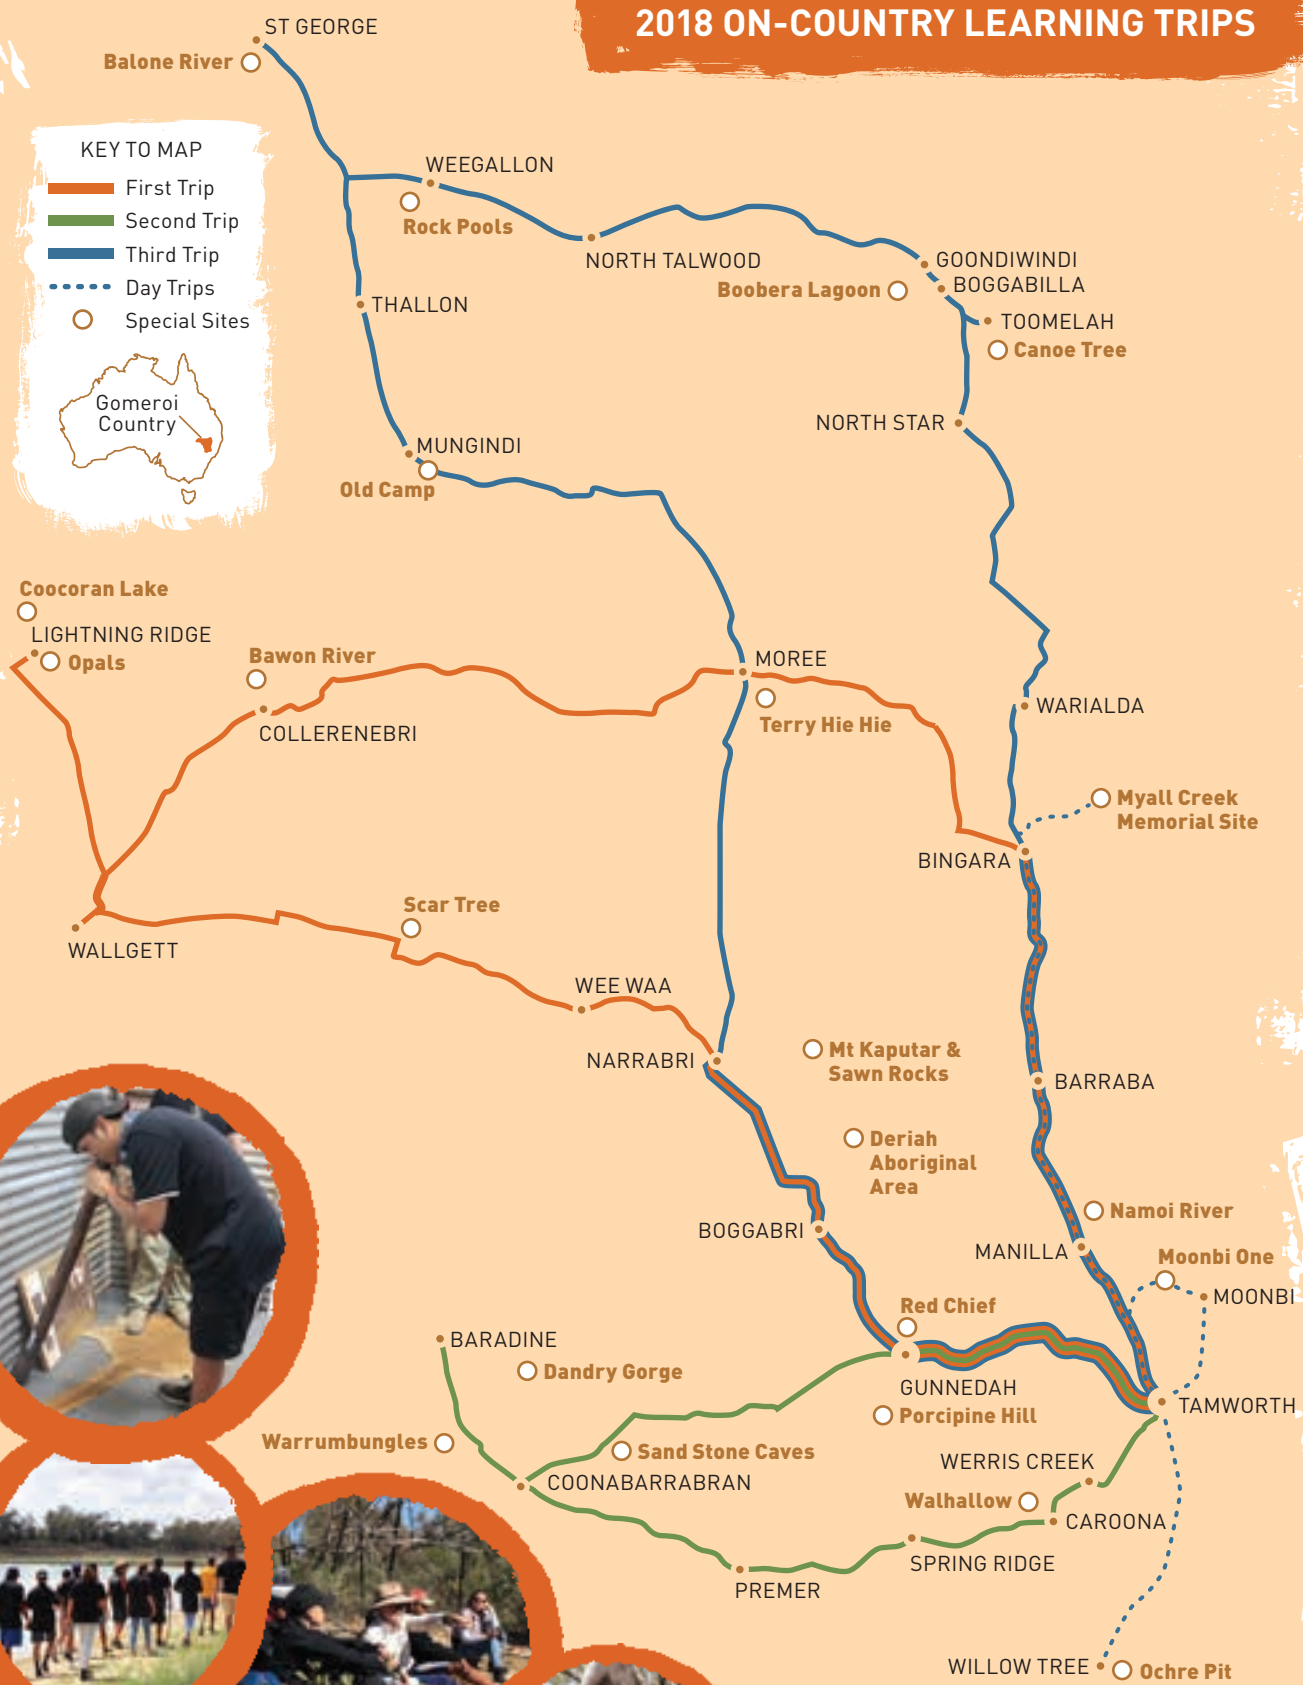 2018 ON-COUNTRY LEARNING TRIPS
ST GEORGE
Balone River
KEY TO MAP
First Trip
Second Trip
Third Trip
Day Trips
Special Sites
Gomeroi
Country
WEEGALLON
Rock Pools
NORTH TALWOOD
GOONDIWINDI
BOGGABILLA
Boobera Lagoon
TOOMELAH
Canoe Tree
THALLON
NORTH STAR
MUNGINDI
Old Camp
Coocoran Lake
LIGHTNING RIDGE
Opals
Bawon River
COLLERENEBRI
MOREE
Terry Hie Hie
WARIALDA
Myall Creek
Memorial Site
BINGARA
Scar Tree
WALLGETT
WEE WAA
NARRABRI
Mt Kaputar &
Sawn Rocks
BARRABA
Deriah
Aboriginal
Area
Namoi River
BOGGABRI
MANILLA
Moonbi One
MOONBI
Red Chief
BARADINE
Dandry Gorge
GUNNEDAH
TAMWORTH
Porcipine Hill
Warrumbungles
Sand Stone Caves
WERRIS CREEK
COONABARRABRAN
Walhallow
CAROONA
SPRING RIDGE
PREMER
WILLOW TREE
Ochre Pit